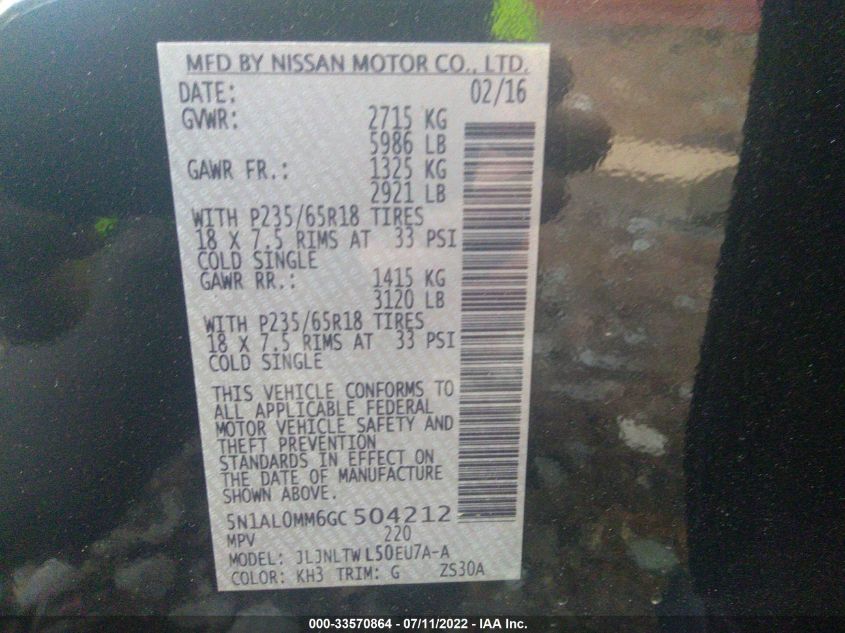 MFD BY NISSAN MOTOR CO., LTD.
DATE: 02/16
GVWR: 2715 KG
5986 LB
GAWR FR.: 1325 KG
2921 LB
WITH P235/65R18 TIRES
18 X 7.5 RIMS AT 33 PSI
COLD SINGLE
GAWR RR.: 1415 KG
3120 LB
WITH P235/65R18 TIRES
18 X 7.5 RIMS AT 33 PSI
COLD SINGLE
THIS VEHICLE CONFORMS TO
ALL APPLICABLE FEDERAL
MOTOR VEHICLE SAFETY AND
THEFT PREVENTION
STANDARDS IN EFFECT ON
THE DATE OF MANUFACTURE
SHOWN ABOVE.
5N1AL0MM6GC 504212
MPV 220
MODEL: JLJNLTW L50EU7A-A
COLOR: KH3 TRIM: G ZS30A
000-33570864 - 07/11/2022 - IAA Inc.